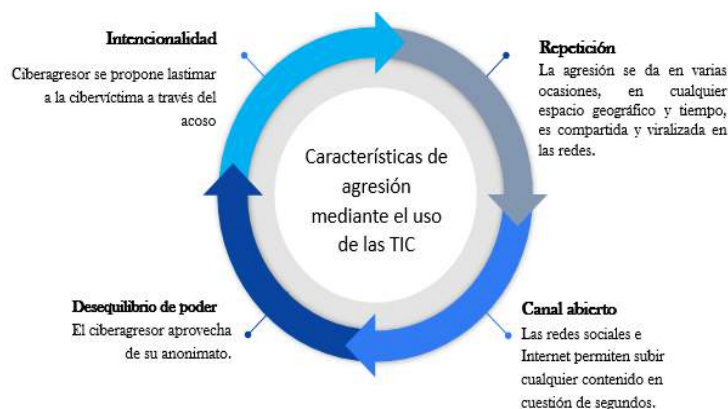 Intencionalidad
Ciberagresor se propone lastimar
a la cibervíctima a través del
acoso
Repetición
La agresión se da en varias
ocasiones, en cualquier
espacio geográfico y tiempo,
es compartida y viralizada en
las redes.
Características de
agresión
mediante el uso
de las TIC
Desequilibrio de poder
El ciberagresor aprovecha
de su anonimato.
Canal abierto
Las redes sociales e
Internet permiten subir
cualquier contenido en
cuestión de segundos.